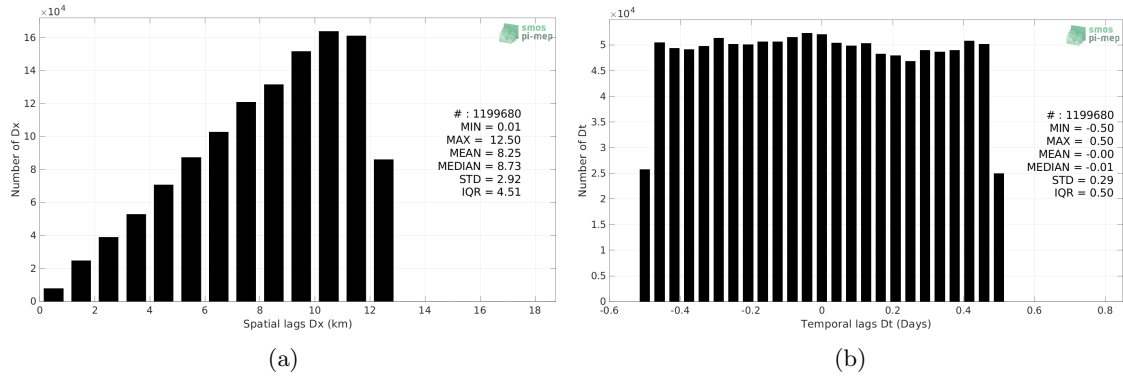 ×10^4
16
14
12
10
8
6
4
2
0
Number of Dx
0 2 4 6 8 10 12 14 16 18
Spatial lags Dx (km)
smos
pi-mep
# : 1199680
MIN = 0.01
MAX = 12.50
MEAN = 8.25
MEDIAN = 8.73
STD = 2.92
IQR = 4.51
(a)
×10^4
5
4.5
4
3.5
3
2.5
2
1.5
1
0.5
0
Number of Dt
-0.6 -0.4 -0.2 0 0.2 0.4 0.6 0.8
Temporal lags Dt (Days)
smos
pi-mep
# : 1199680
MIN = -0.50
MAX = 0.50
MEAN = -0.00
MEDIAN = -0.01
STD = 0.29
IQR = 0.50
(b)